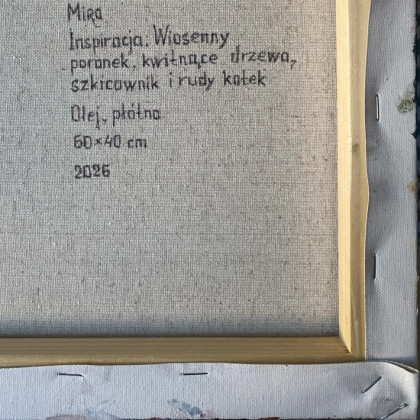 Mira
Inspiracja: Wiosenny
poranek, kwitnące drzewa,
szkicownik i rudy kotek
Olej, płótno
60×40 cm
2026